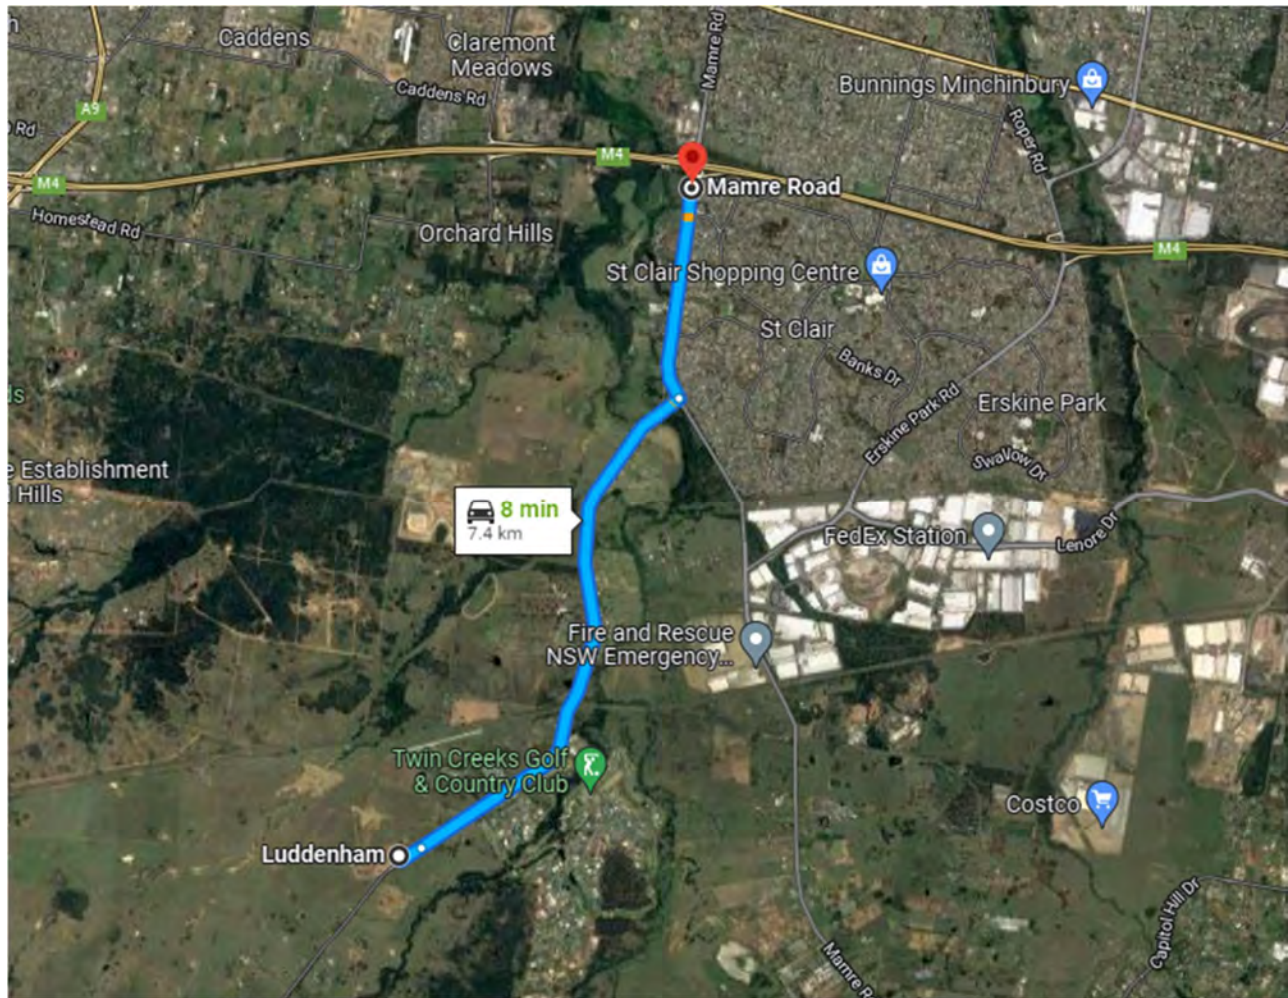 Caddens
Claremont
Meadows
Mamre Rd
Caddens Rd
Bunnings Minchinbury
A9
Rd
Roper Rd
M4
M4
Mamre Road
Homestead Rd
Orchard Hills
M4
St Clair Shopping Centre
St Clair
Banks Dr
Erskine Park Rd
Erskine Park
Swallow Dr
ds
e Establishment
d Hills
8 min
7.4 km
FedEx Station
Lenore Dr
Fire and Rescue
NSW Emergency...
Twin Creeks Golf
& Country Club
Costco
Luddenham
Capitol Hill Dr
Mamre R